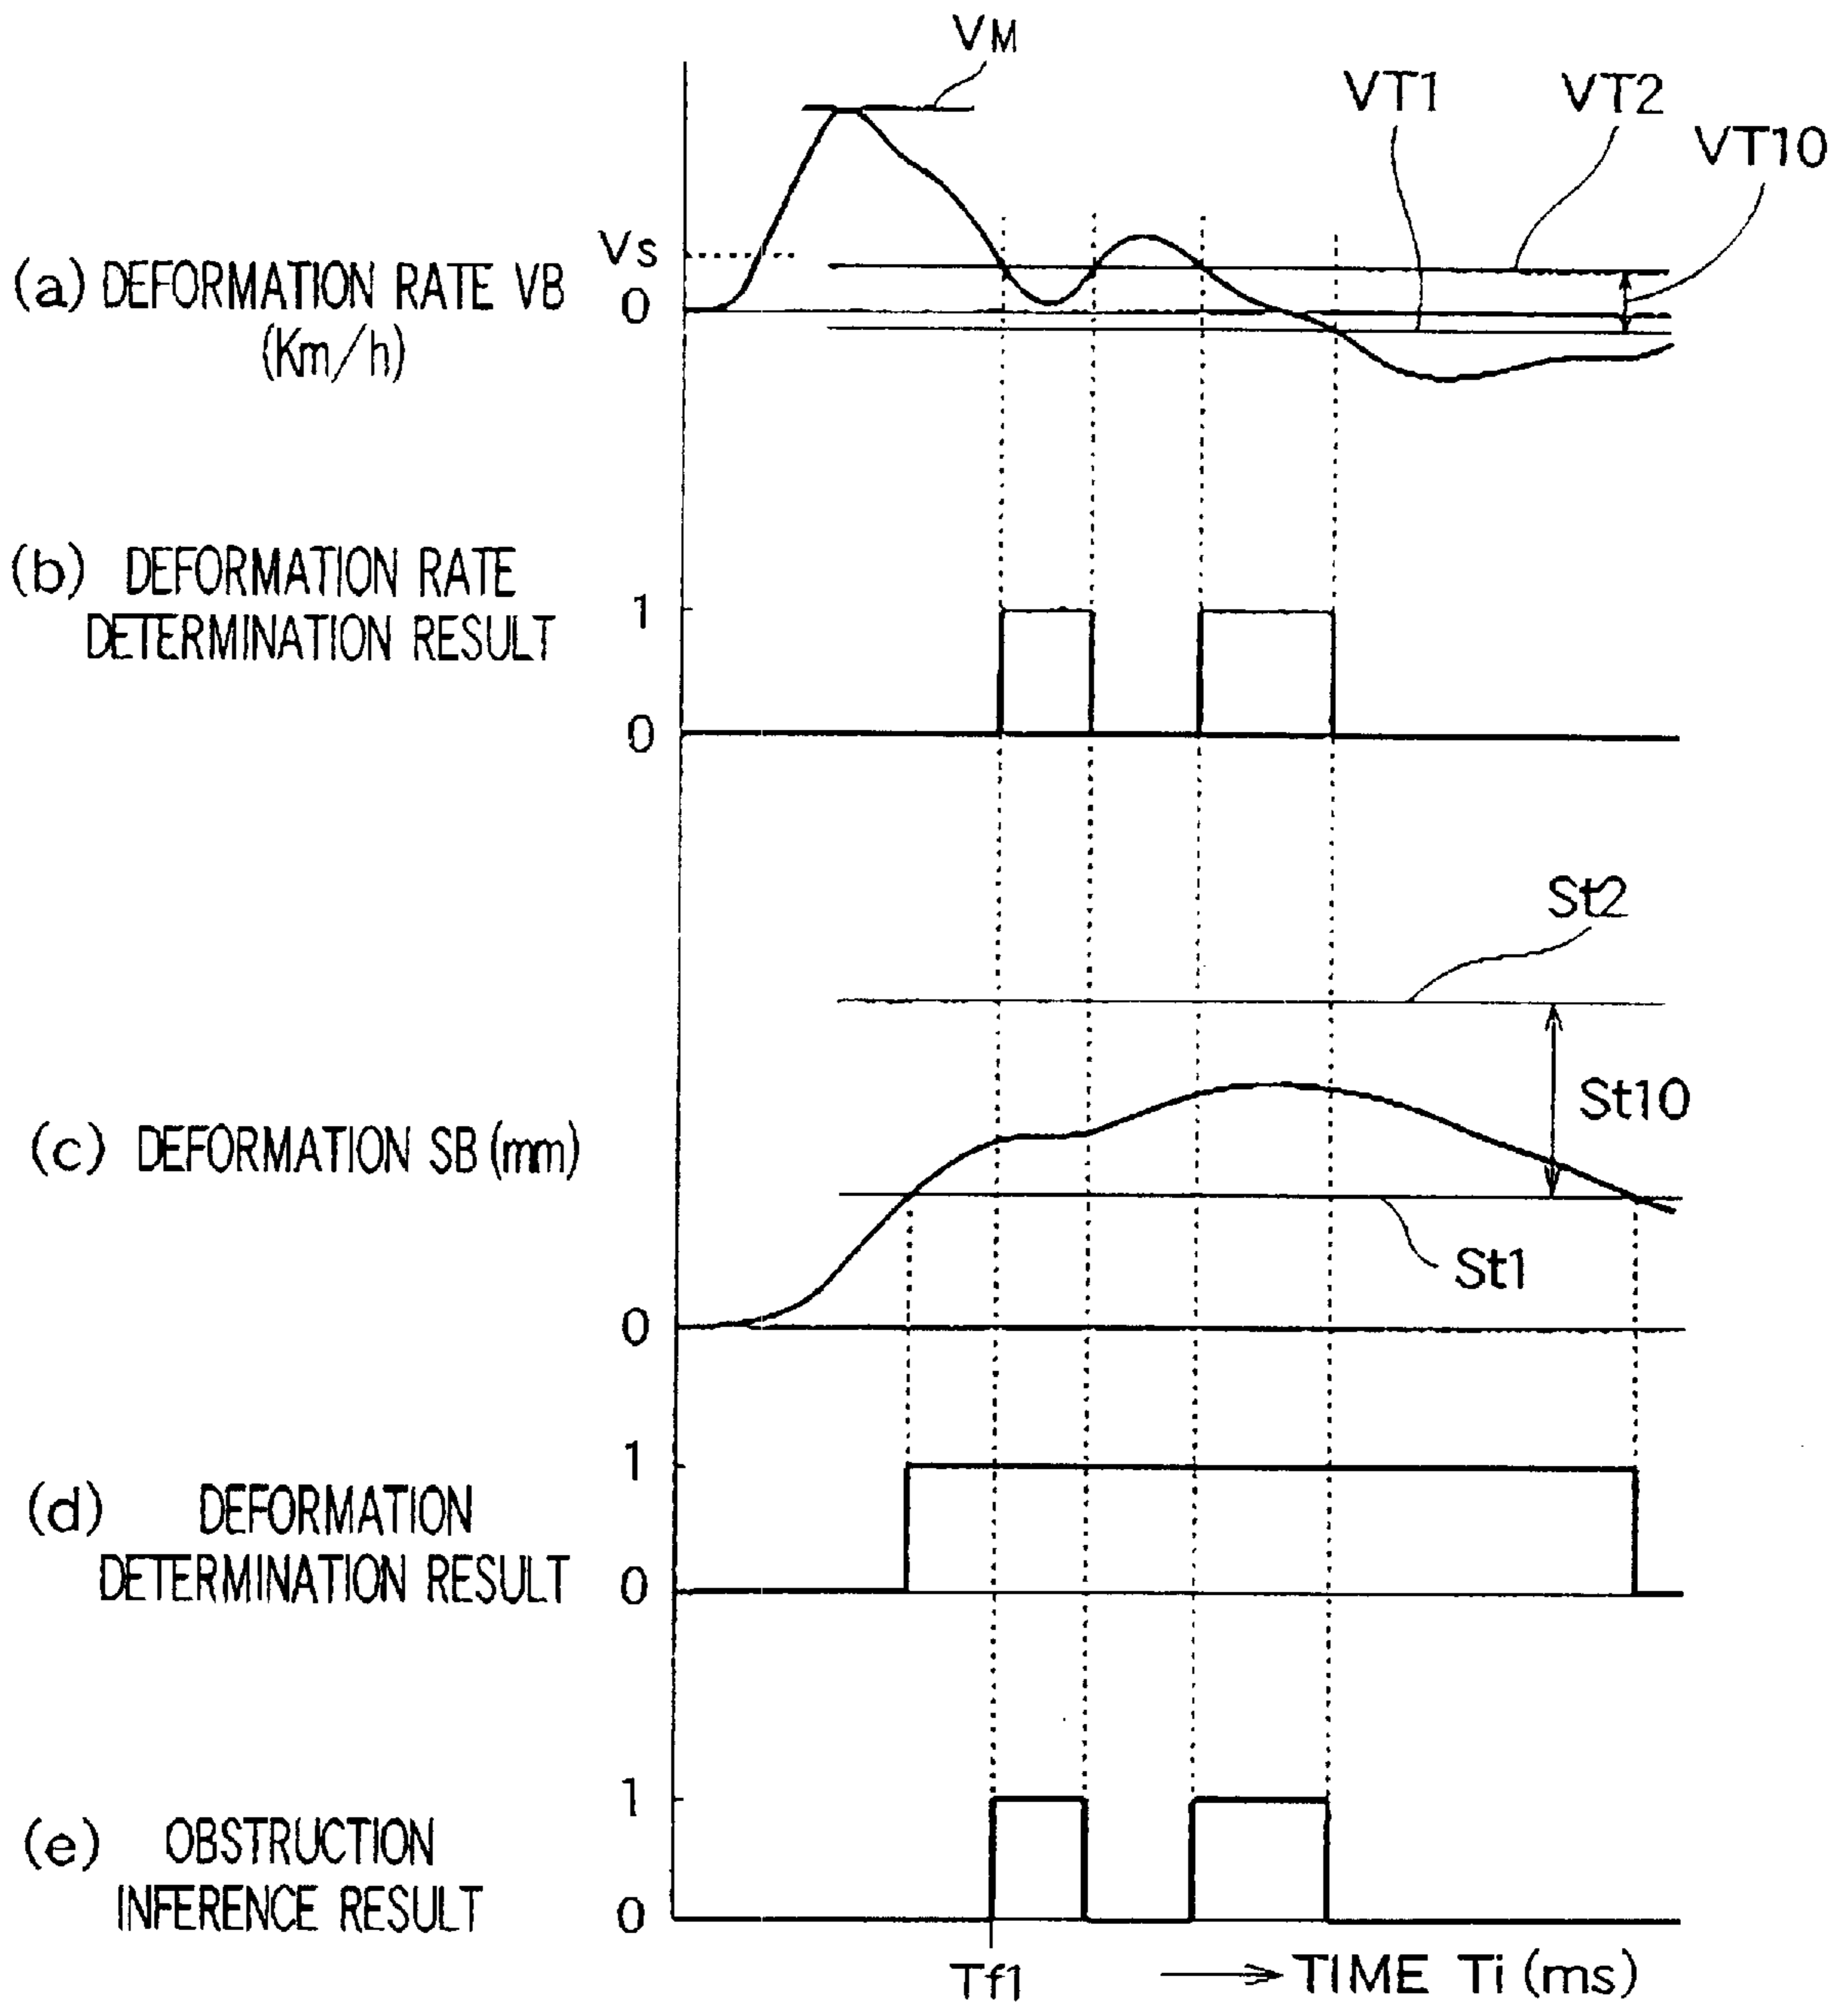 VM
VT1
VT2
VT10
Vs
(a) DEFORMATION RATE VB
0
(Km/h)
(b) DEFORMATION RATE
DETERMINATION RESULT
1
0
St2
St10
(c) DEFORMATION SB (mm)
St1
0
1
(d) DEFORMATION
DETERMINATION RESULT
0
1
(e) OBSTRUCTION
INFERENCE RESULT
0
Tf1
TIME Ti (ms)